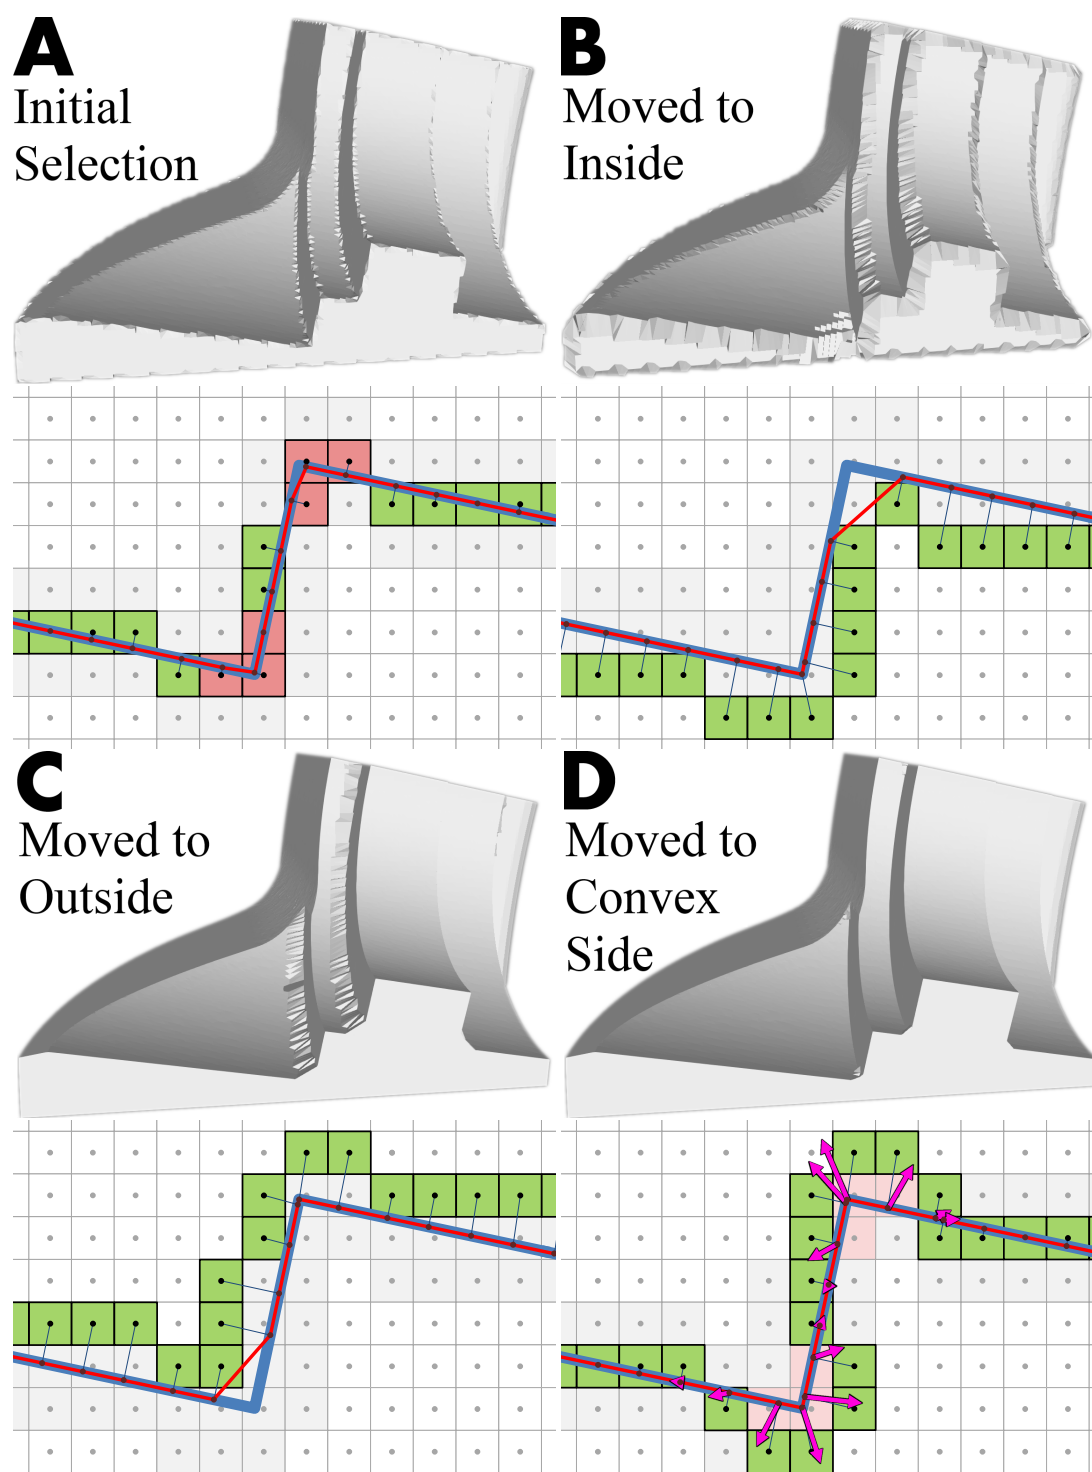 A
Initial
Selection
B
Moved to
Inside
C
Moved to
Outside
D
Moved to
Convex
Side